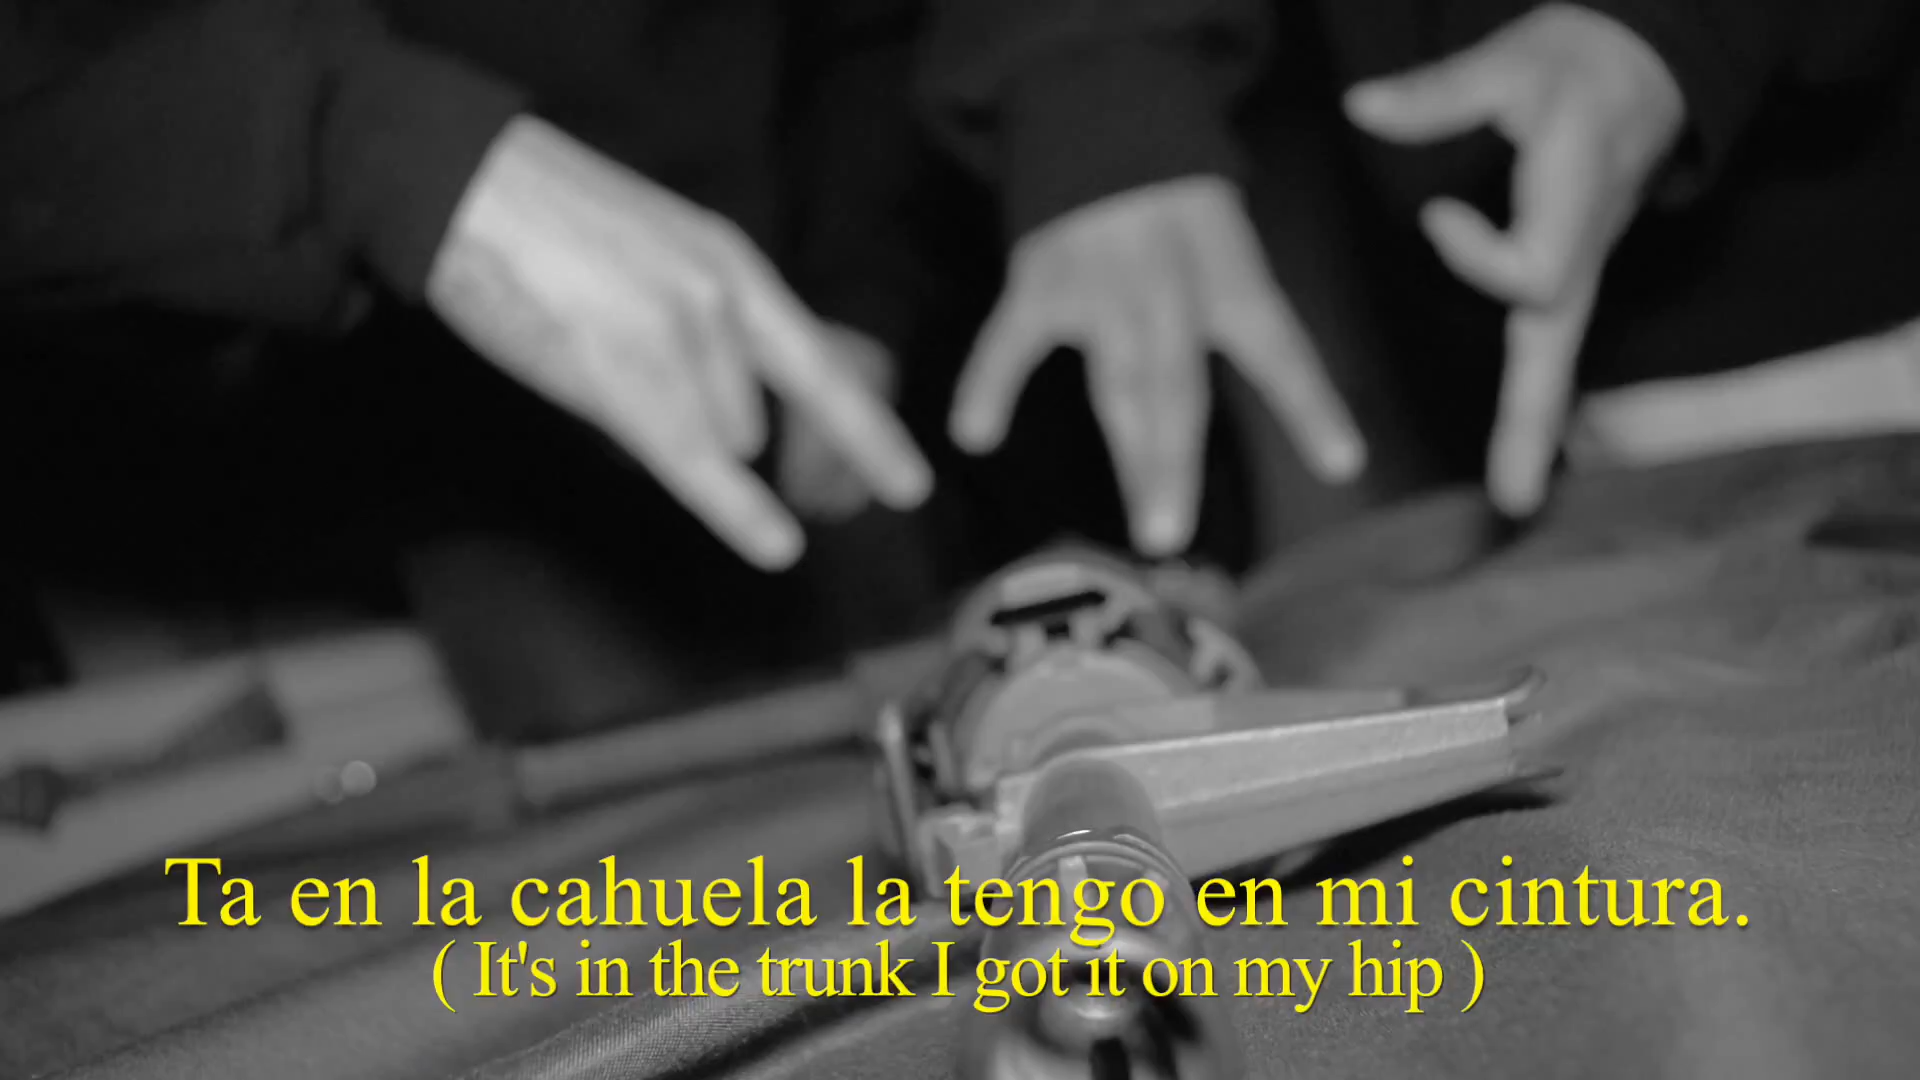 Ta en la cahuela la tengo en mi cintura.
( It's in the trunk I got it on my hip )